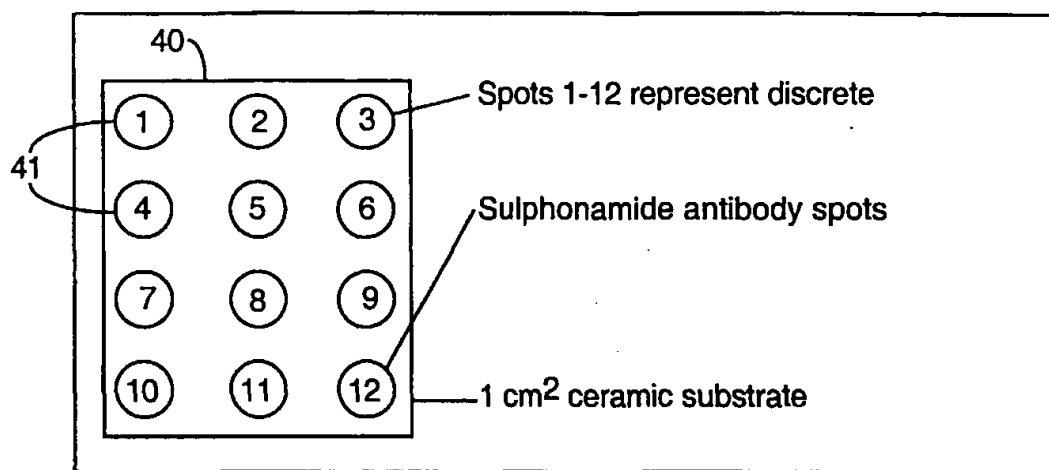 40
1 2 3 Spots 1-12 represent discrete
41
4 5 6 Sulphonamide antibody spots
7 8 9
10 11 12 1 cm² ceramic substrate